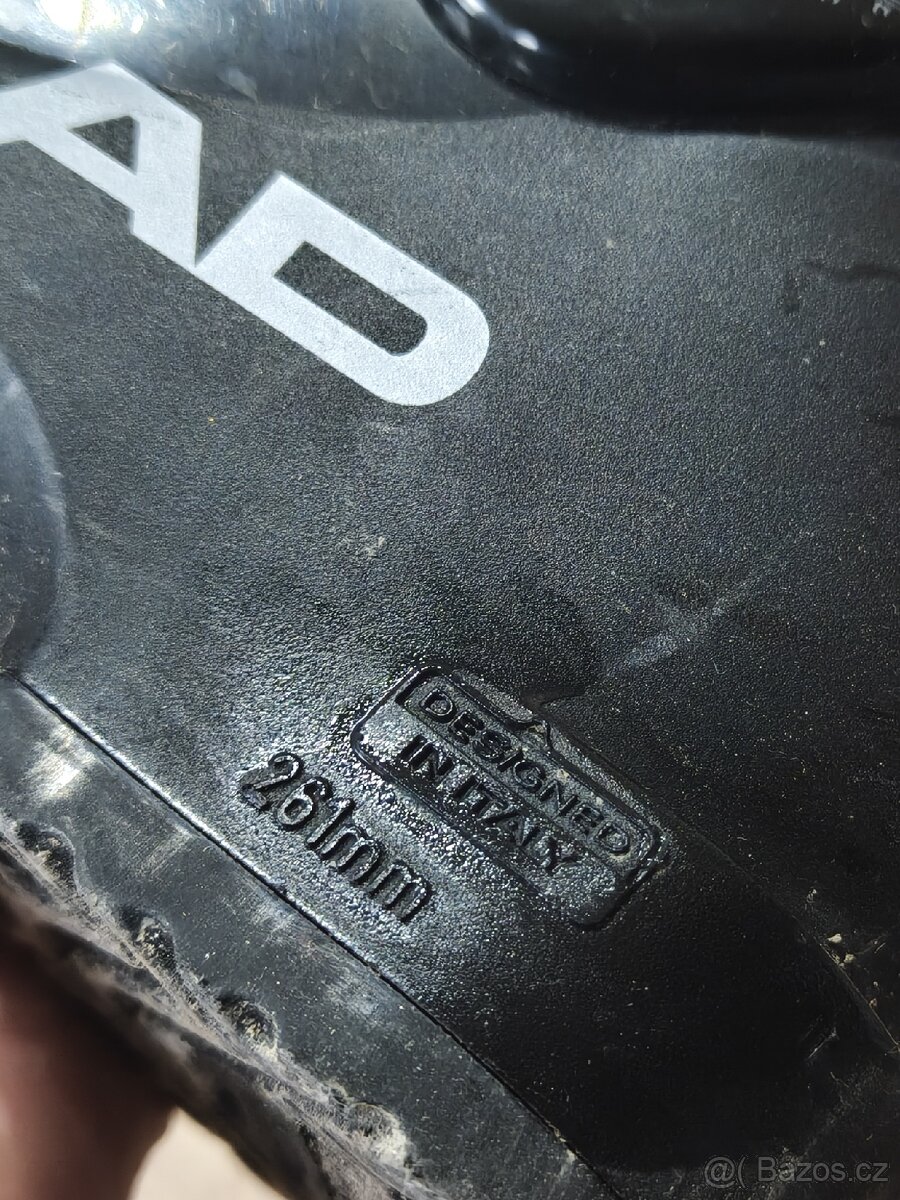 AD
DESIGNED
IN ITALY
261mm
@( Bazos.cz